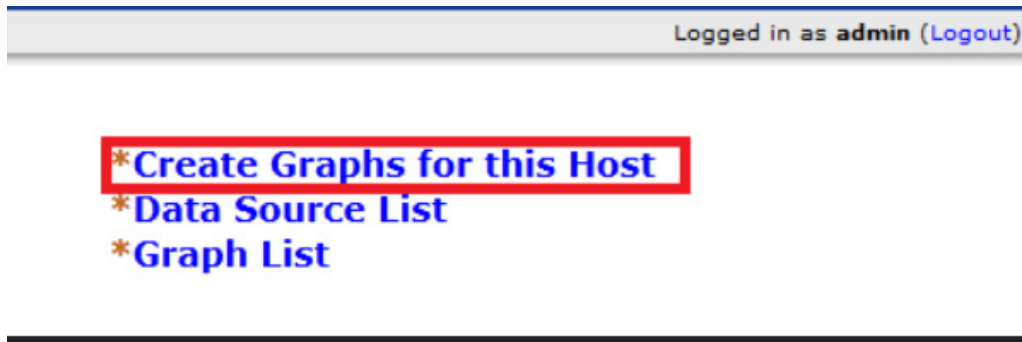 Logged in as admin (Logout)
*Create Graphs for this Host
*Data Source List
*Graph List